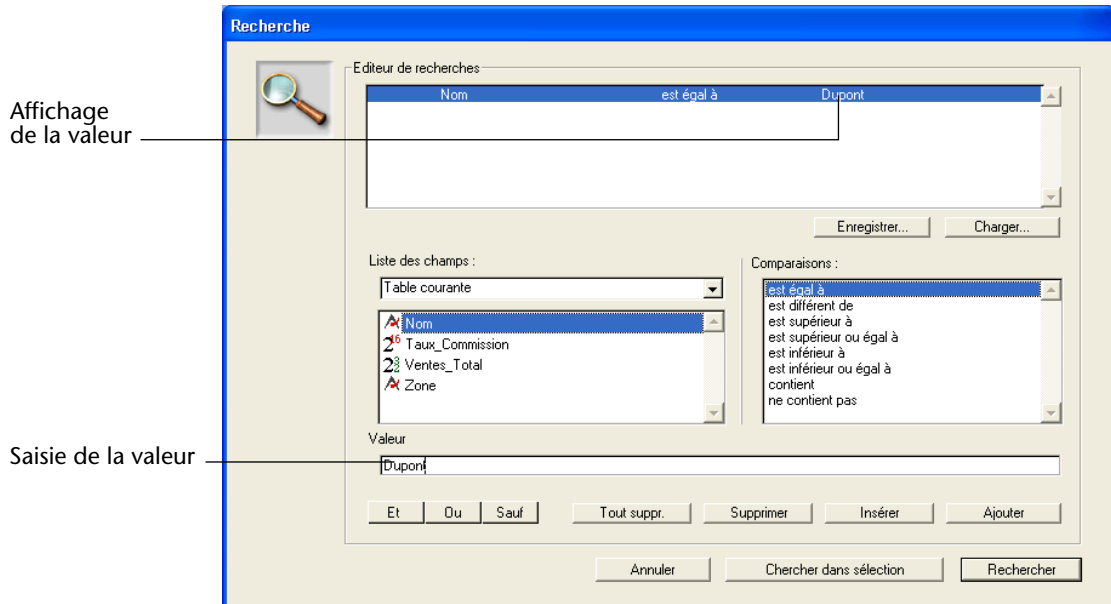 Recherche
Editeur de recherches
Nom est égal à Dupont
Affichage
de la valeur
Enregistrer... Charger...
Liste des champs :
Table courante
Nom
Taux_Commission
Ventes_Total
Zone
Comparaisons :
est égal à
est différent de
est supérieur à
est supérieur ou égal à
est inférieur à
est inférieur ou égal à
contient
ne contient pas
Valeur
Saisie de la valeur
Dupont
Et Ou Sauf Tout suppr. Supprimer Insérer Ajouter
Annuler Chercher dans sélection Rechercher